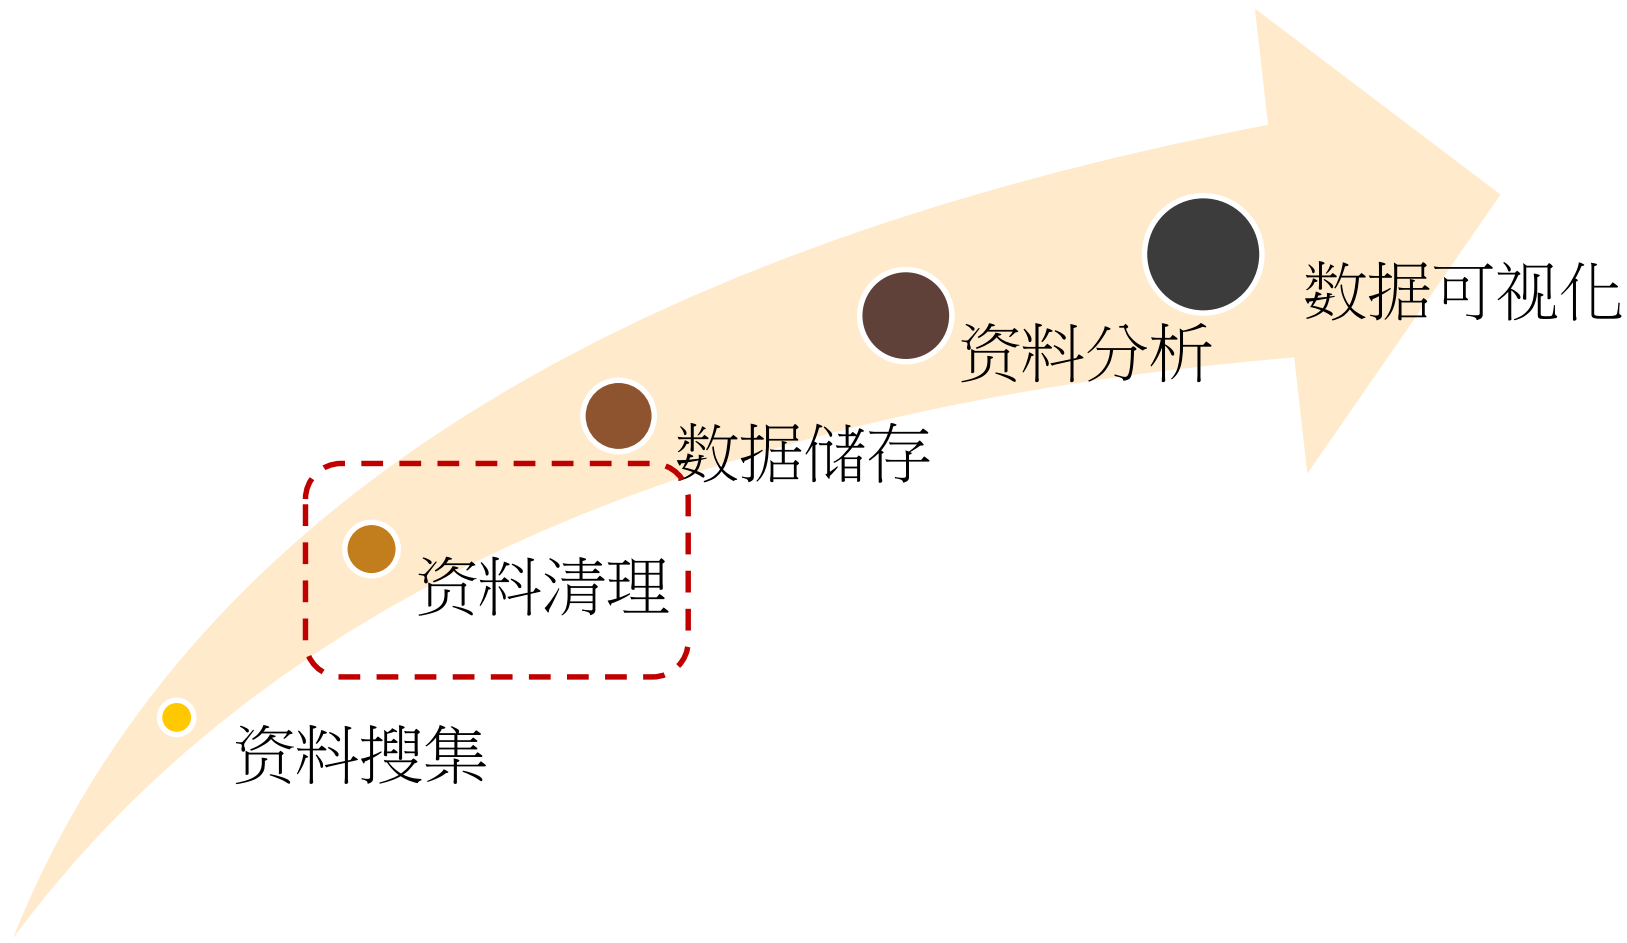 数据可视化
资料分析
数据储存
资料清理
资料搜集